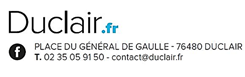 Duclair.fr
f PLACE DU GÉNÉRAL DE GAULLE - 76480 DUCLAIR
T. 02 35 05 91 50 - contact@duclair.fr